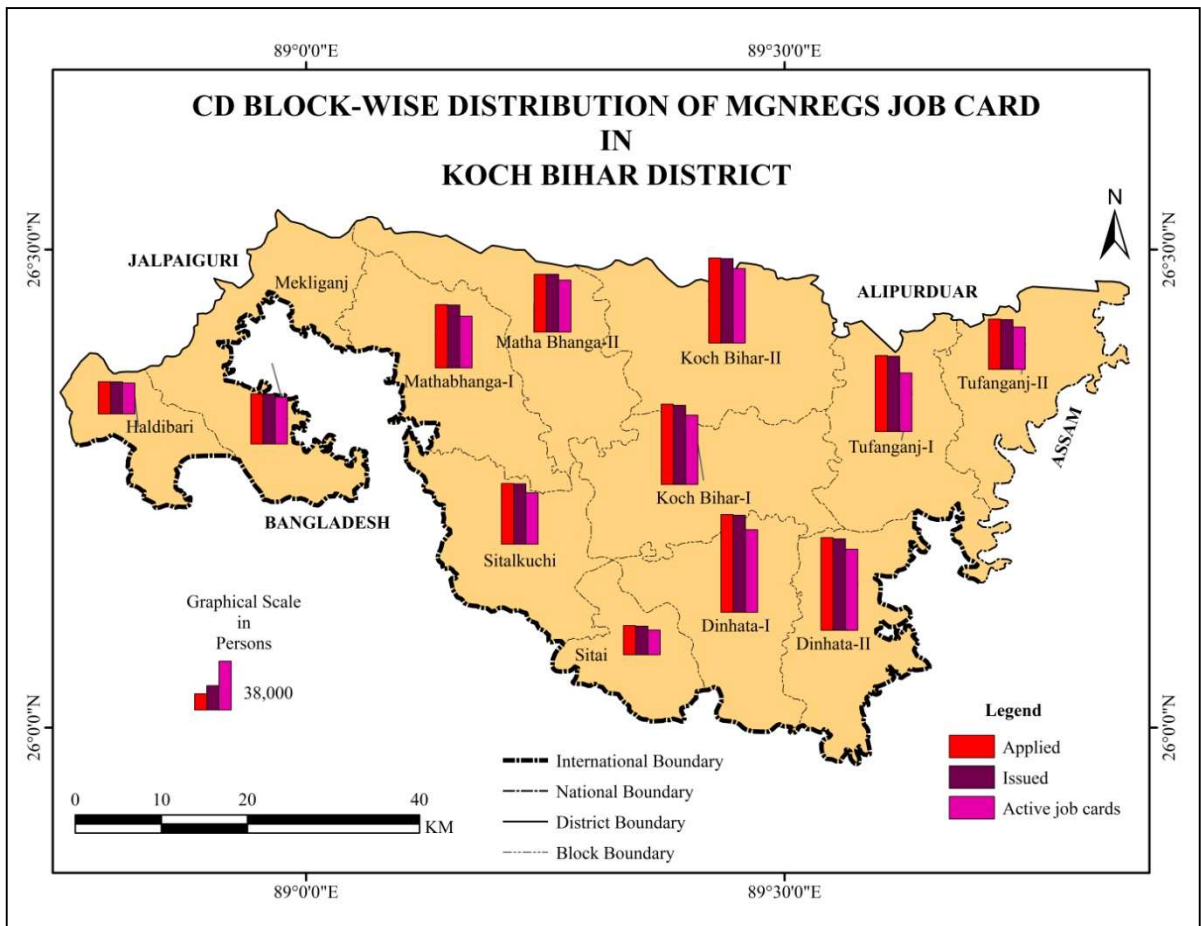 89°0'0"E
89°30'0"E
CD BLOCK-WISE DISTRIBUTION OF MGNREGS JOB CARD
IN
KOCH BIHAR DISTRICT
N
26°30'0"N
26°30'0"N
JALPAIGURI
Mekliganj
ALIPURDUAR
Matha Bhanga-II
Koch Bihar-II
Mathabhanga-I
Tufanganj-II
Haldibari
Tufanganj-I
ASSAM
Koch Bihar-I
BANGLADESH
Sitalkuchi
Dinhata-I
Dinhata-II
Sitai
Graphical Scale
in
Persons
38,000
26°0'0"N
26°0'0"N
Legend
Applied
Issued
Active job cards
International Boundary
National Boundary
District Boundary
Block Boundary
0 10 20 40
KM
89°0'0"E
89°30'0"E